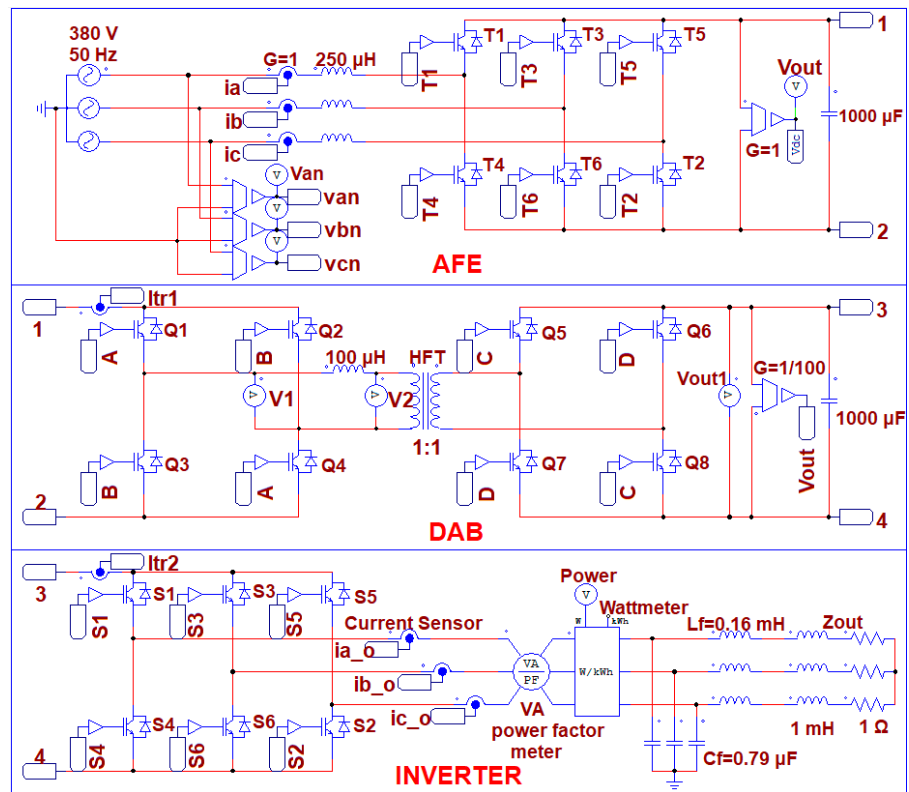 380 V
50 Hz
G=1 250 µH
ia
ib
ic
T1 T3 T5
T1 T3 T5
T4 T6 T2
T4 T6 T2
Vout
V
G=1
Vdc
1000 µF
1
2
V Van
van
V
vbn
V
vcn
AFE
1
Itr1
2
A Q1
B Q2
B Q3
A Q4
100 µH
V V1
V V2
HFT
1:1
C Q5
D Q6
D Q7
C Q8
Vout1
V
G=1/100
Vout
1000 µF
3
4
DAB
3
Itr2
4
S1 S3 S5
S1 S3 S5
S4 S6 S2
S4 S6 S2
Current Sensor
ia_o
ib_o
ic_o
VA
PF
VA
power factor
meter
Power
V
Wattmeter
W kWh
W/kWh
Lf=0.16 mH Zout
1 mH 1 Ω
Cf=0.79 µF
INVERTER